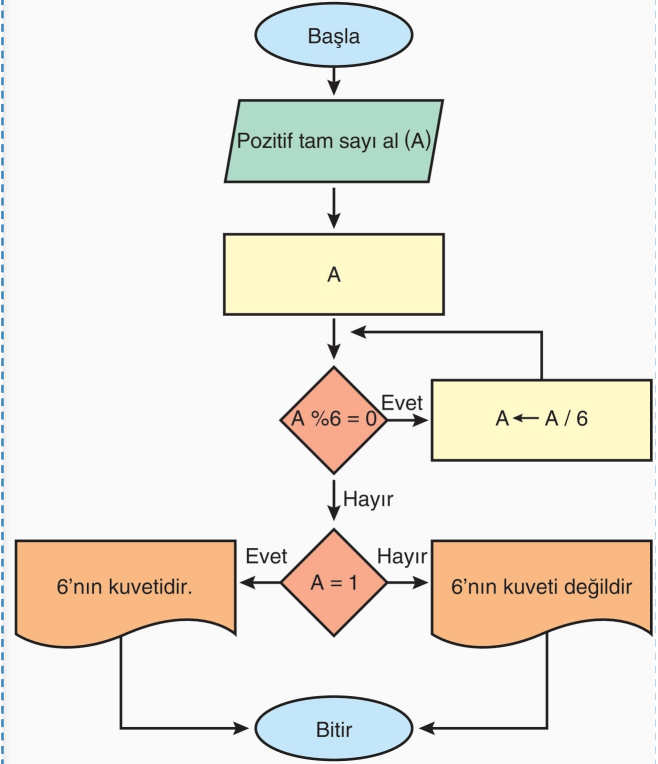 Başla
Pozitif tam sayı al (A)
A
A %6 = 0
Evet
A ← A / 6
Hayır
Evet
A = 1
Hayır
6’nın kuvetidir.
6’nın kuveti değildir
Bitir